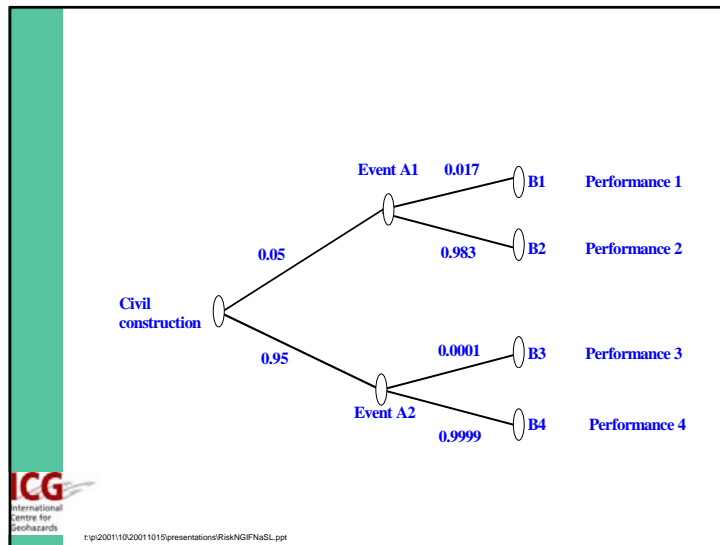 Event A1
0.017
B1
Performance 1
0.05
0.983
B2
Performance 2
Civil
construction
0.95
0.0001
B3
Performance 3
Event A2
0.9999
B4
Performance 4
ICG
International
Centre for
Geohazards
t:\p\2001\10\20011015\presentations\RiskNGIFNaSL.ppt